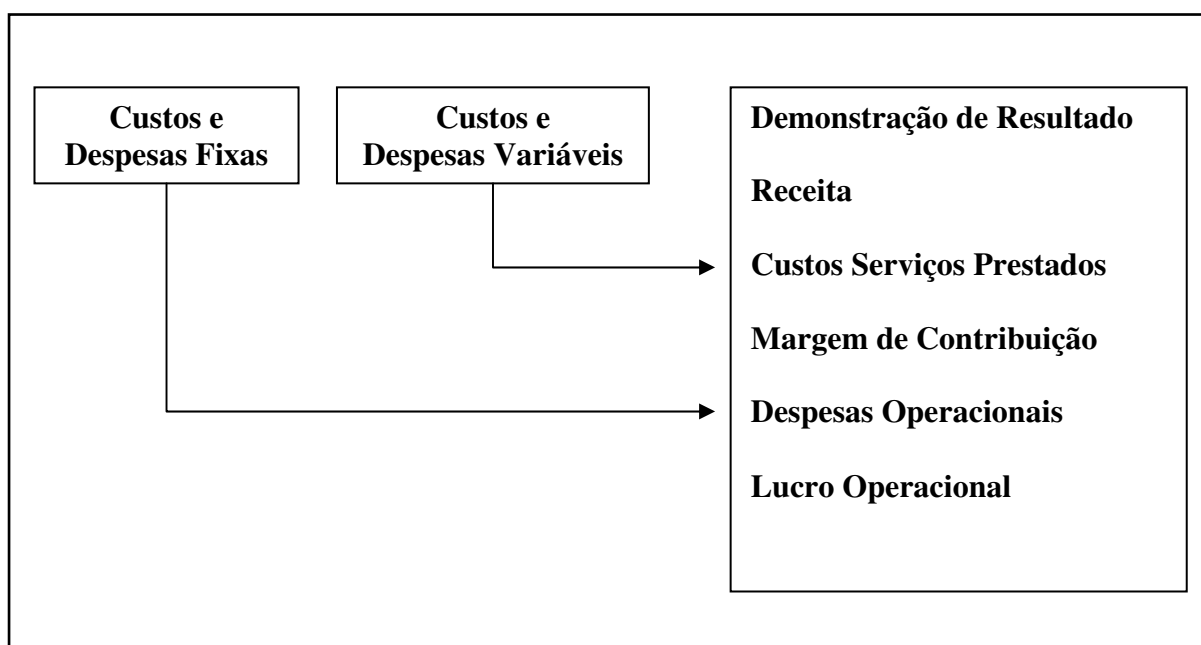 Custos e
Despesas Fixas
Custos e
Despesas Variáveis
Demonstração de Resultado
Receita
Custos Serviços Prestados
Margem de Contribuição
Despesas Operacionais
Lucro Operacional